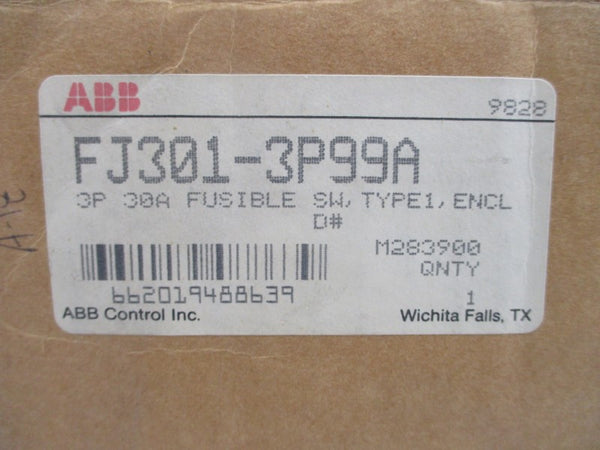 ABB
9828
FJ301-3P99A
3P 30A FUSIBLE SW, TYPE1, ENCL
D#
M283900
QNTY
662019488639
1
ABB Control Inc.
Wichita Falls, TX